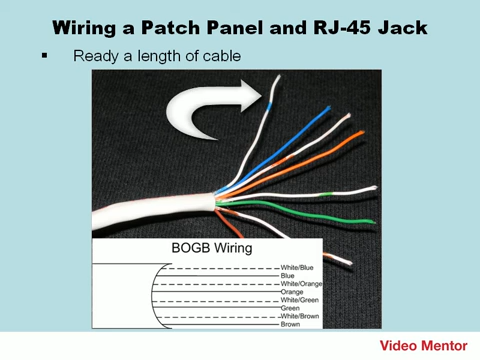 Wiring a Patch Panel and RJ-45 Jack
Ready a length of cable
BOGB Wiring
White/Blue
Blue
White/Orange
Orange
White/Green
Green
White/Brown
Brown
Video Mentor